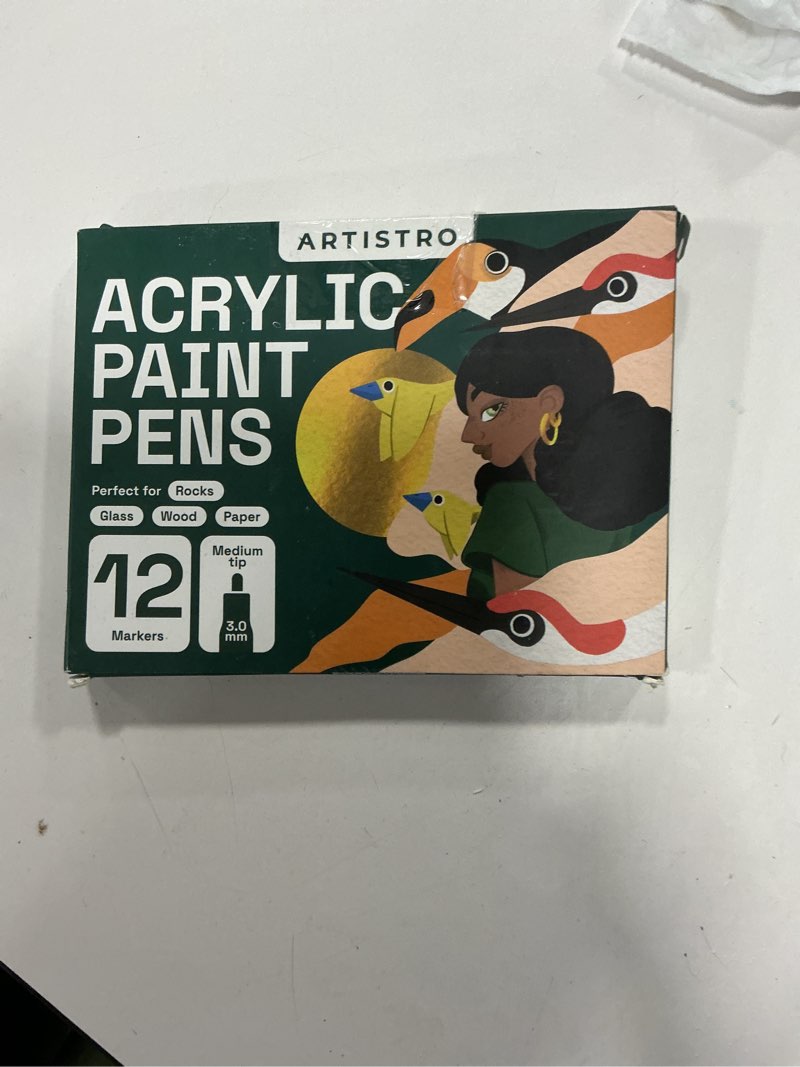 ARTISTRO
ACRYLIC
PAINT
PENS
Perfect for Rocks
Glass Wood Paper
12
Markers
Medium
tip
3.0
mm